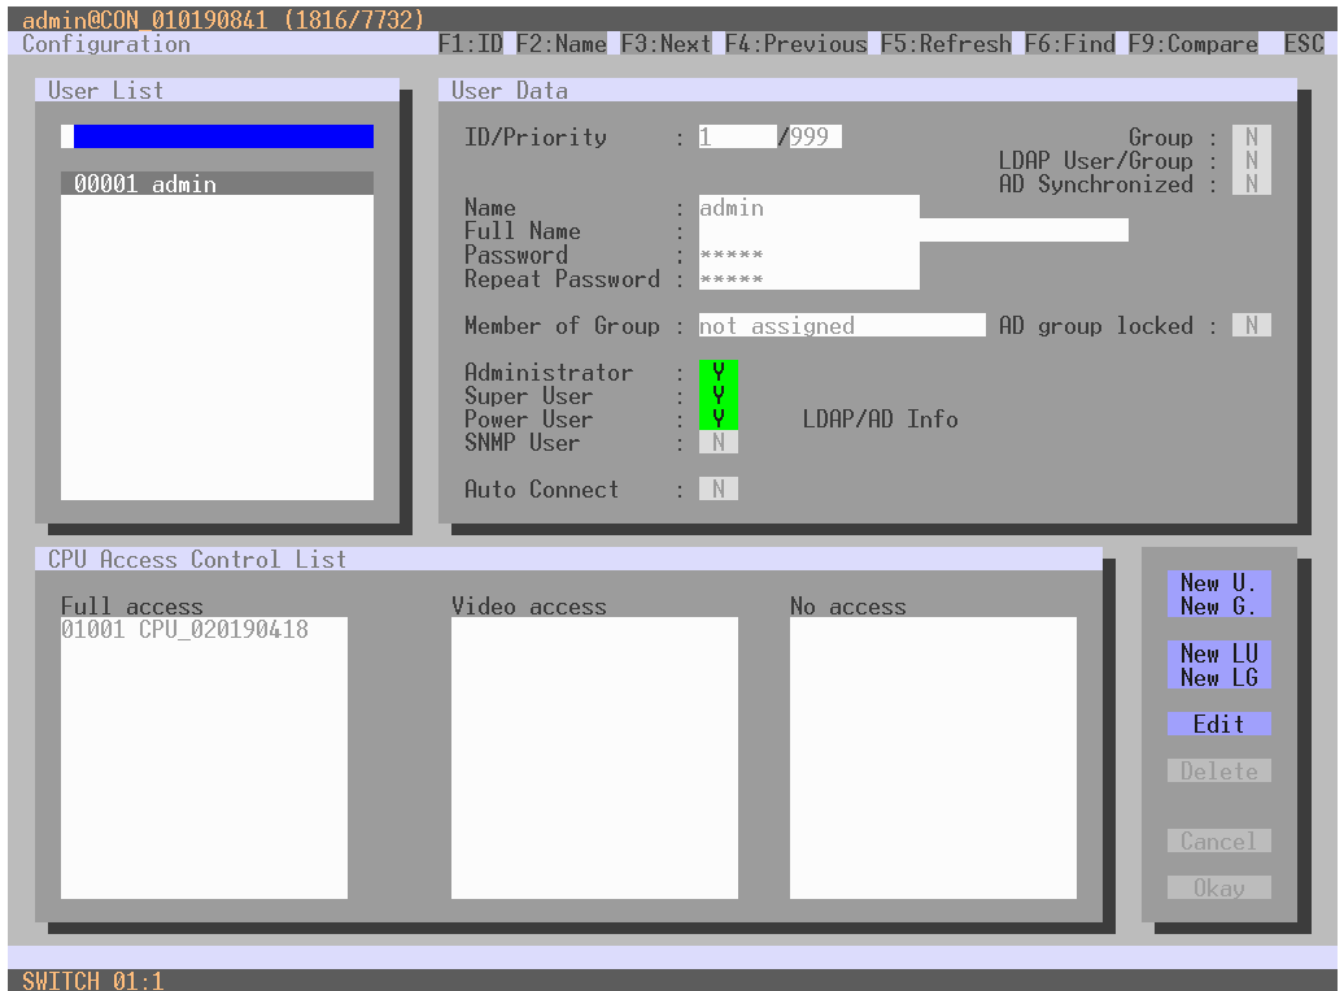 admin@CON_010190841 (1816/7732)
Configuration F1:ID F2:Name F3:Next F4:Previous F5:Refresh F6:Find F9:Compare ESC
User List
00001 admin
User Data
ID/Priority : 1 /999 Group : N
LDAP User/Group : N
AD Synchronized : N
Name : admin
Full Name :
Password : *****
Repeat Password : *****
Member of Group : not assigned AD group locked : N
Administrator : Y
Super User : Y
Power User : Y LDAP/AD Info
SNMP User : N
Auto Connect : N
CPU Access Control List
Full access Video access No access
01001 CPU_020190418
New U.
New G.
New LU
New LG
Edit
Delete
Cancel
Okay
SWITCH 01:1